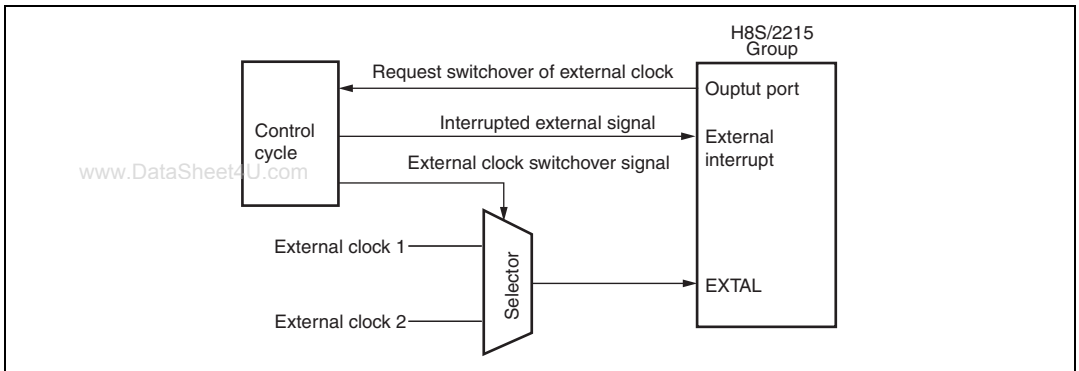 H8S/2215
Group
Request switchover of external clock
Ouptut port
Interrupted external signal
Control
cycle
External
interrupt
www.DataSheet4U.com
External clock switchover signal
External clock 1
Selector
EXTAL
External clock 2